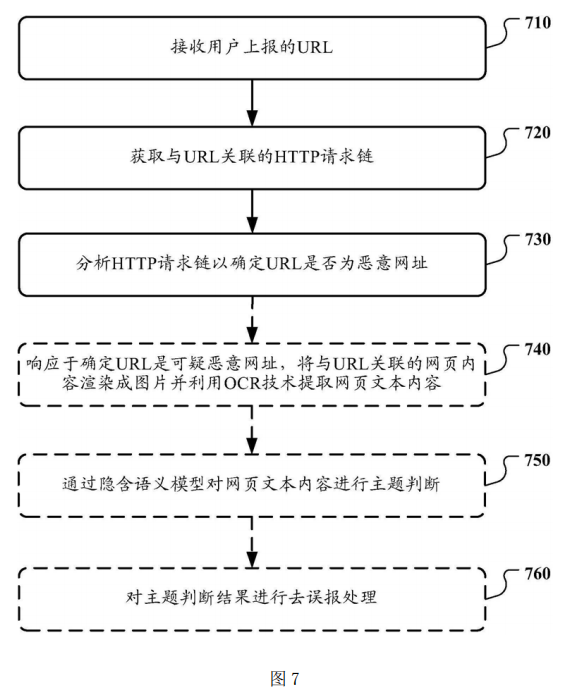 710
接收用户上报的URL
720
获取与URL关联的HTTP请求链
730
分析HTTP请求链以确定URL是否为恶意网址
740
响应于确定URL是可疑恶意网址，将与URL关联的网页内
容渲染成图片并利用OCR技术提取网页文本内容
750
通过隐含语义模型对网页文本内容进行主题判断
760
对主题判断结果进行去误报处理
图 7